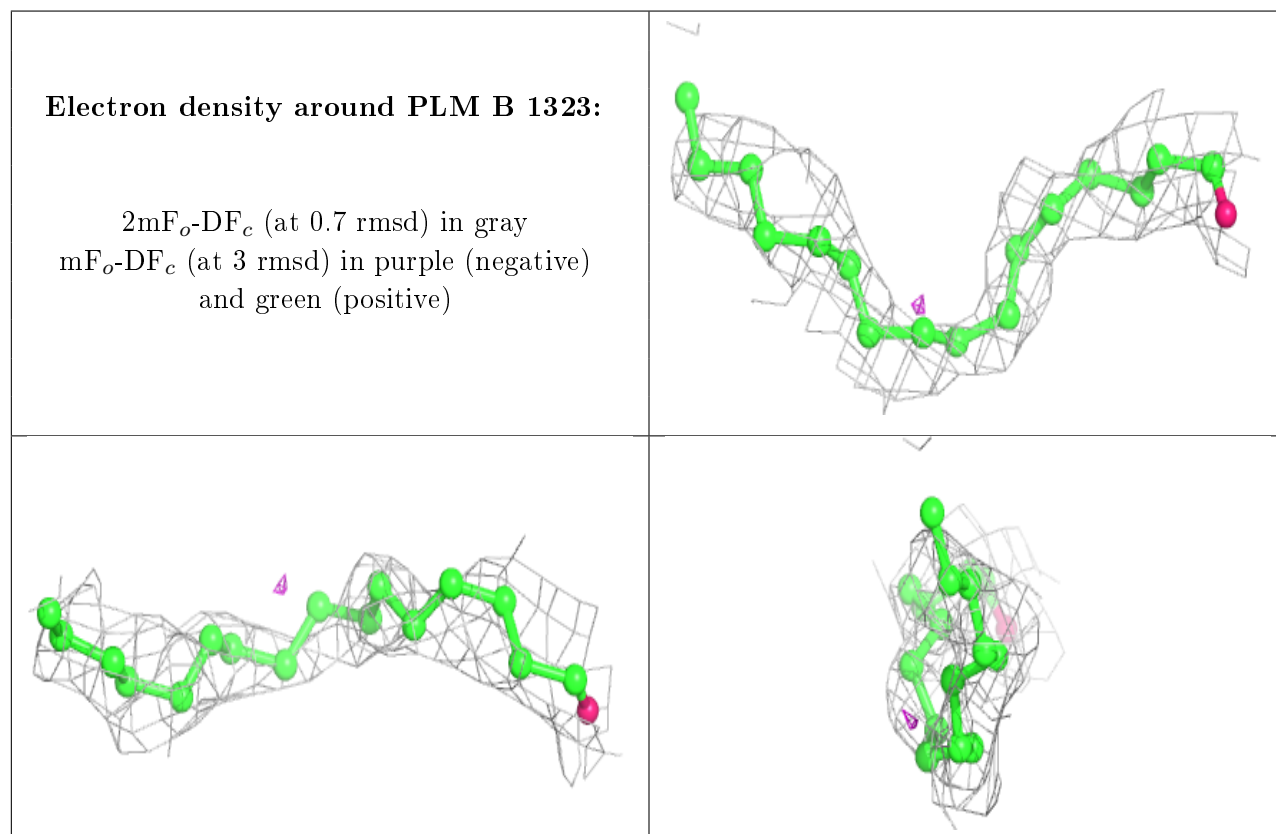 Electron density around PLM B 1323:
2mFₒ-DF𝑐 (at 0.7 rmsd) in gray
mFₒ-DF𝑐 (at 3 rmsd) in purple (negative)
and green (positive)